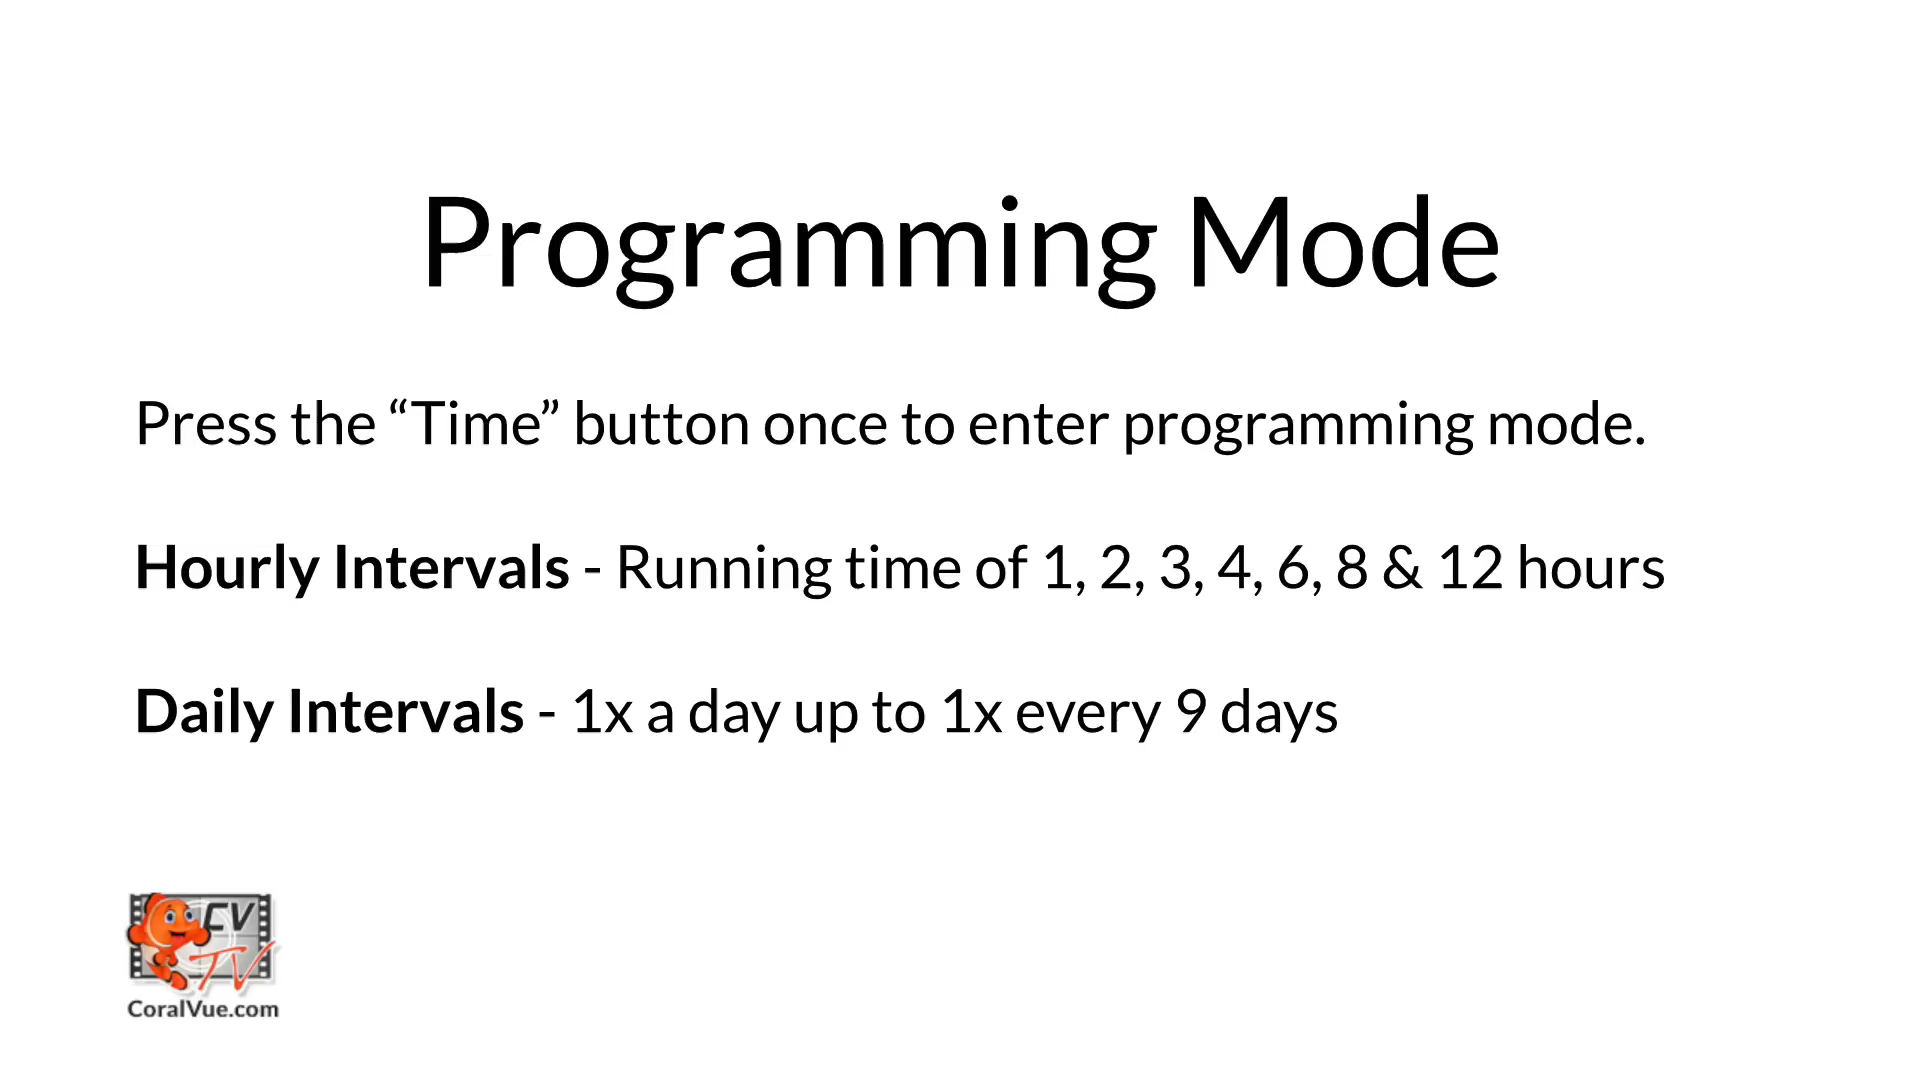 Programming Mode
Press the “Time” button once to enter programming mode.
Hourly Intervals - Running time of 1, 2, 3, 4, 6, 8 & 12 hours
Daily Intervals - 1x a day up to 1x every 9 days
CV
TV
CoralVue.com